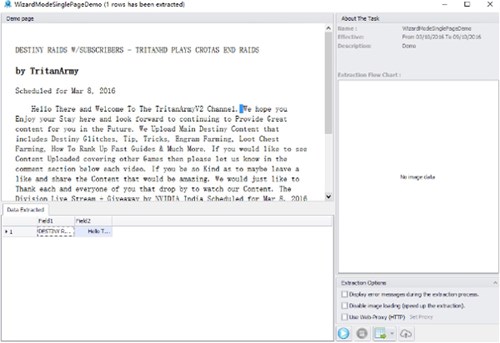 WizardModeSinglePageDemo (1 rows has been extracted)
Demo page
DESTINY RAIDS W/SUBSCRIBERS - TRITANHD PLAYS CROTAS END RAIDS
by TritanArmy
Scheduled for Mar 8, 2016
Hello There and Welcome To The TritanArmyV2 Channel. We hope you
Enjoy your Stay here and look forward to continuing to Provide Great
content for you in the Future. We Upload Main Destiny Content that
includes Destiny Glitches, Tip, Tricks, Engram Farming, Loot Chest
Farming, How To Rank Up Fast Guides & Much More. If you would like to see
Content Uploaded covering other Games then please let us know in the
comment section below each video. If you be so Kind as to maybe leave a
like and share the Content that would be amazing. We would just like to
Thank each and everyone of you that drop by to watch our Content. The
Division Live Stream + Giveaway by NVIDIA India Scheduled for Mar 8, 2016
Data Extracted
Field1 Field2
1 DESTINY R... Hello T...
About The Task
Name : WizardModeSinglePageDemo
Effective: From 03/10/2016 To 05/10/2016
Description: Demo
Extraction Flow Chart :
No image data
Extraction Options
Display error messages during the extraction process.
Disable image loading (speed up the extraction).
Use Web-Proxy (HTTP) Set Proxy